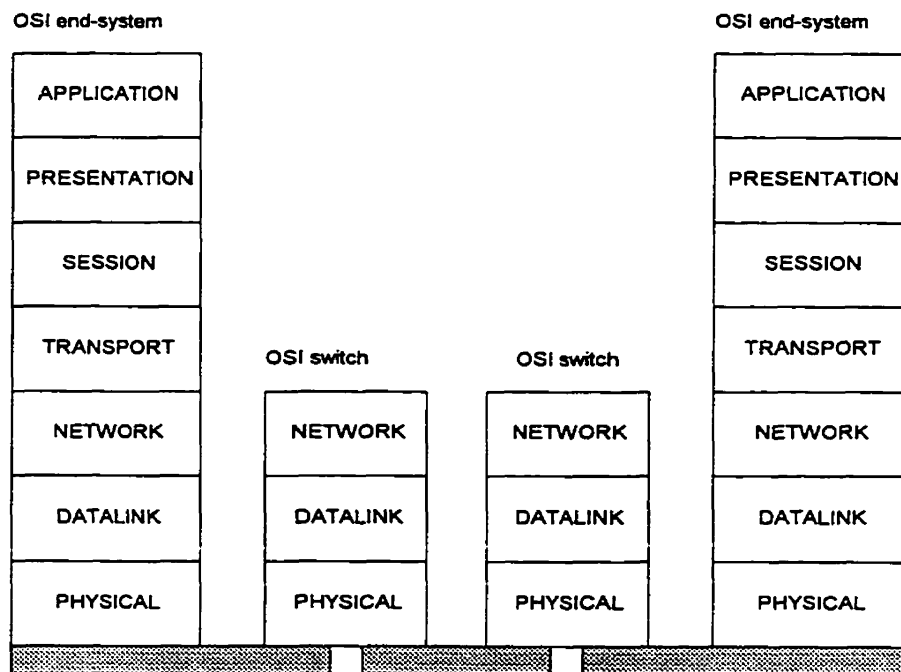 OSI end-system
OSI end-system
APPLICATION
APPLICATION
PRESENTATION
PRESENTATION
SESSION
SESSION
TRANSPORT
TRANSPORT
OSI switch
OSI switch
NETWORK
NETWORK
NETWORK
NETWORK
DATALINK
DATALINK
DATALINK
DATALINK
PHYSICAL
PHYSICAL
PHYSICAL
PHYSICAL